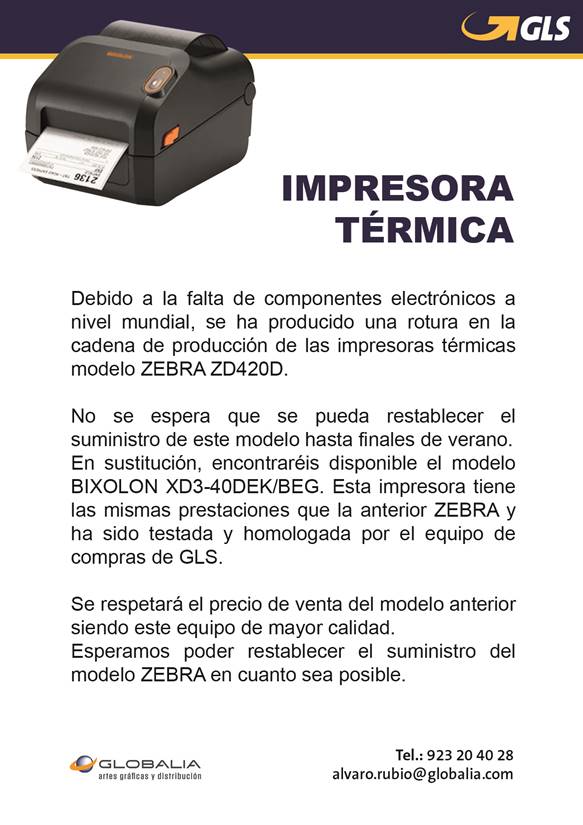 GLS
2136
IMPRESORA
TÉRMICA
Debido a la falta de componentes electrónicos a
nivel mundial, se ha producido una rotura en la
cadena de producción de las impresoras térmicas
modelo ZEBRA ZD420D.
No se espera que se pueda restablecer el
suministro de este modelo hasta finales de verano.
En sustitución, encontraréis disponible el modelo
BIXOLON XD3-40DEK/BEG. Esta impresora tiene
las mismas prestaciones que la anterior ZEBRA y
ha sido testada y homologada por el equipo de
compras de GLS.
Se respetará el precio de venta del modelo anterior
siendo este equipo de mayor calidad.
Esperamos poder restablecer el suministro del
modelo ZEBRA en cuanto sea posible.
GLOBALIA
artes gráficas y distribución
Tel.: 923 20 40 28
alvaro.rubio@globalia.com